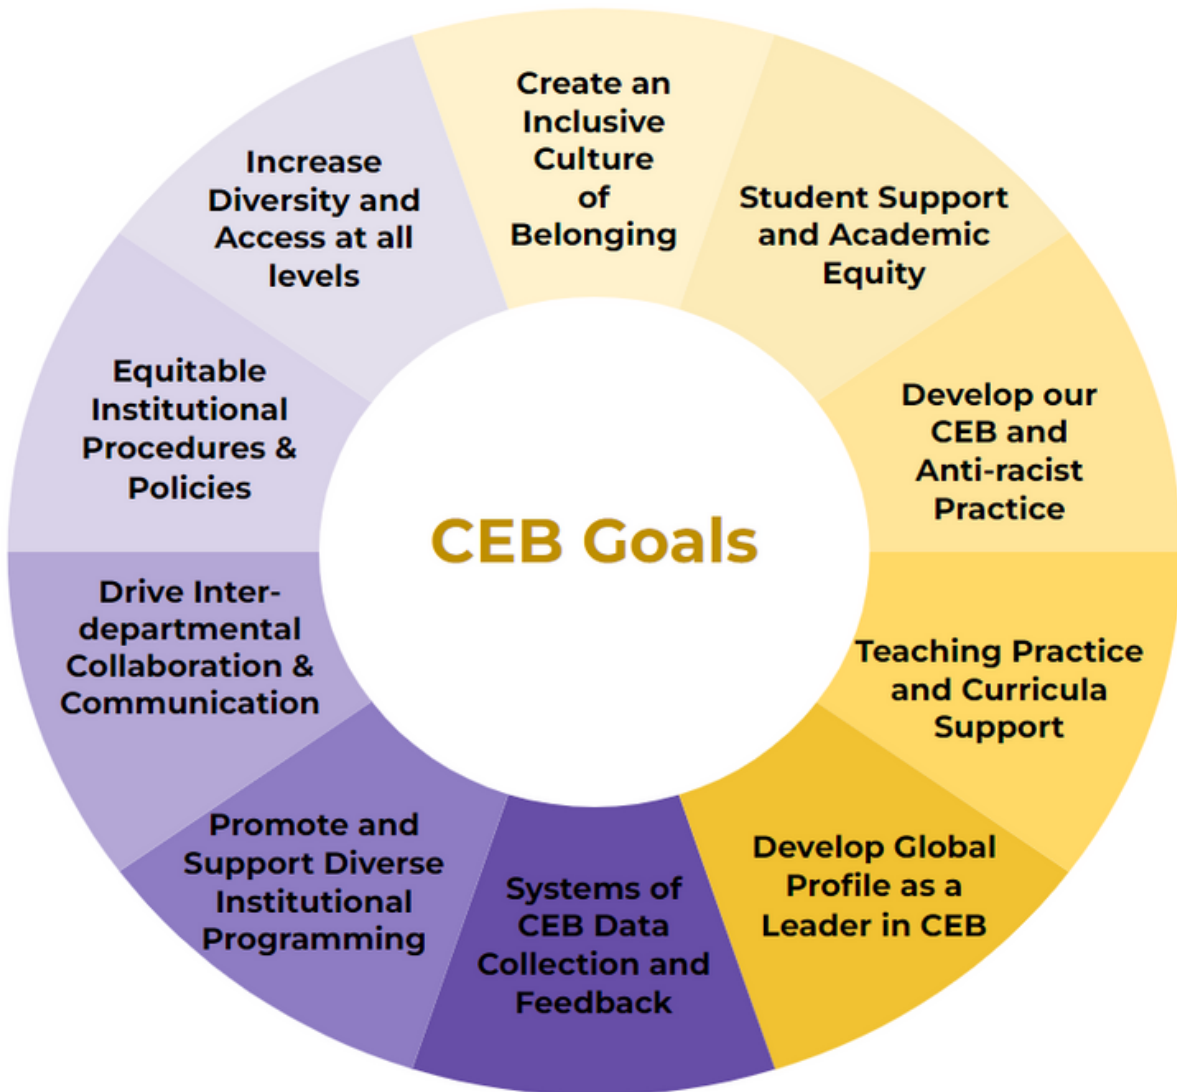 Create an
Inclusive
Culture
of
Belonging
Student Support
and Academic
Equity
Develop our
CEB and
Anti-racist
Practice
Teaching Practice
and Curricula
Support
Develop Global
Profile as a
Leader in CEB
Systems of
CEB Data
Collection and
Feedback
Promote and
Support Diverse
Institutional
Programming
Drive Inter-
departmental
Collaboration &
Communication
Equitable
Institutional
Procedures &
Policies
Increase
Diversity and
Access at all
levels
CEB Goals